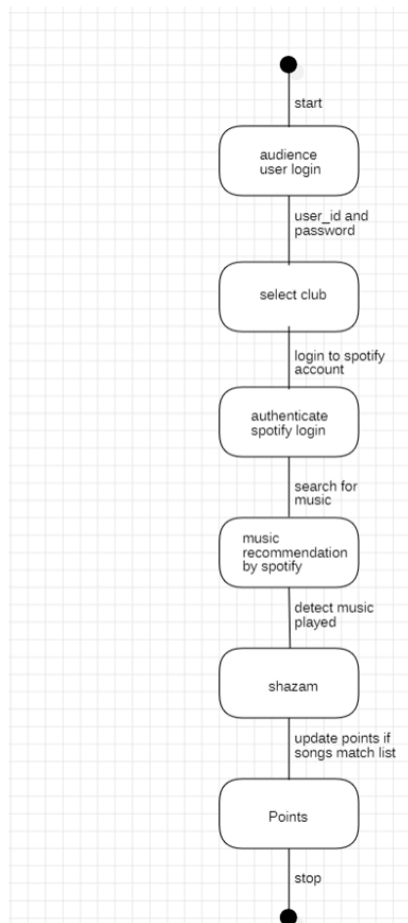 start
audience
user login
user_id and
password
select club
login to spotify
account
authenticate
spotify login
search for
music
music
recommendation
by spotify
detect music
played
shazam
update points if
songs match list
Points
stop